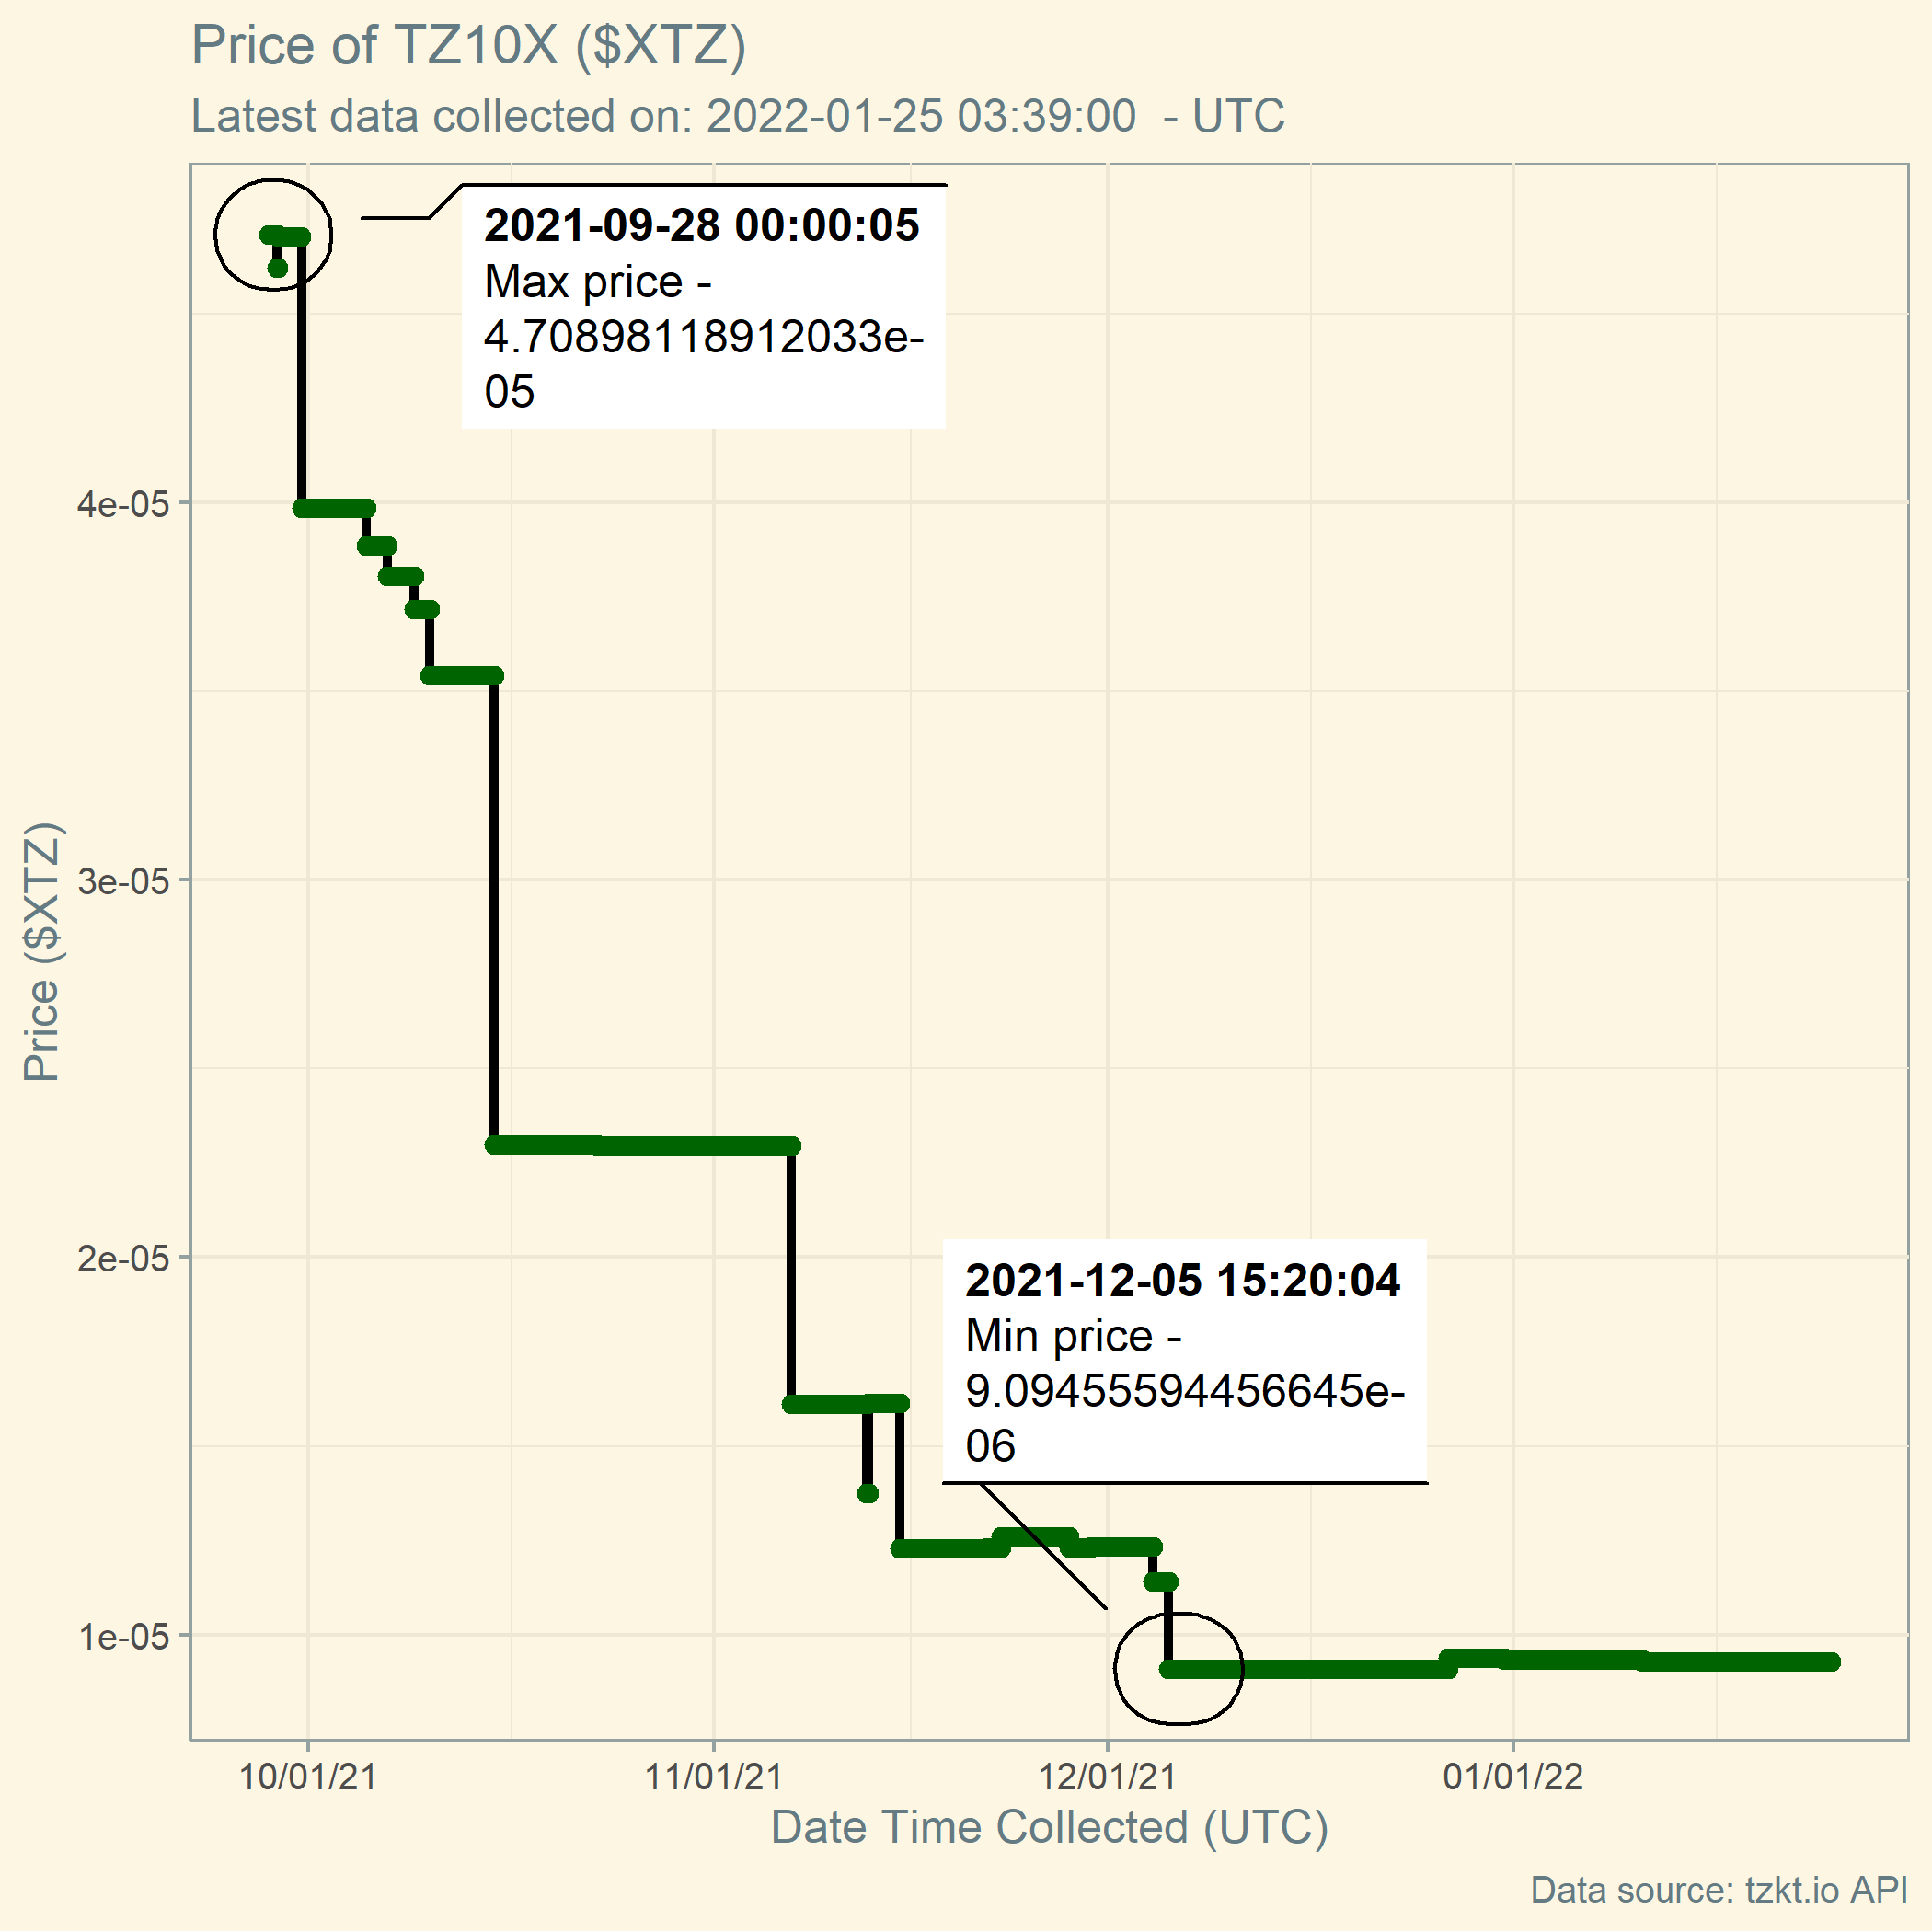 Price of TZ10X ($XTZ)
Latest data collected on: 2022-01-25 03:39:00  - UTC
2021-09-28 00:00:05
Max price -
4.70898118912033e-
05
4e-05
3e-05
2e-05
1e-05
Price ($XTZ)
2021-12-05 15:20:04
Min price -
9.09455594456645e-
06
10/01/21
11/01/21
12/01/21
01/01/22
Date Time Collected (UTC)
Data source: tzkt.io API